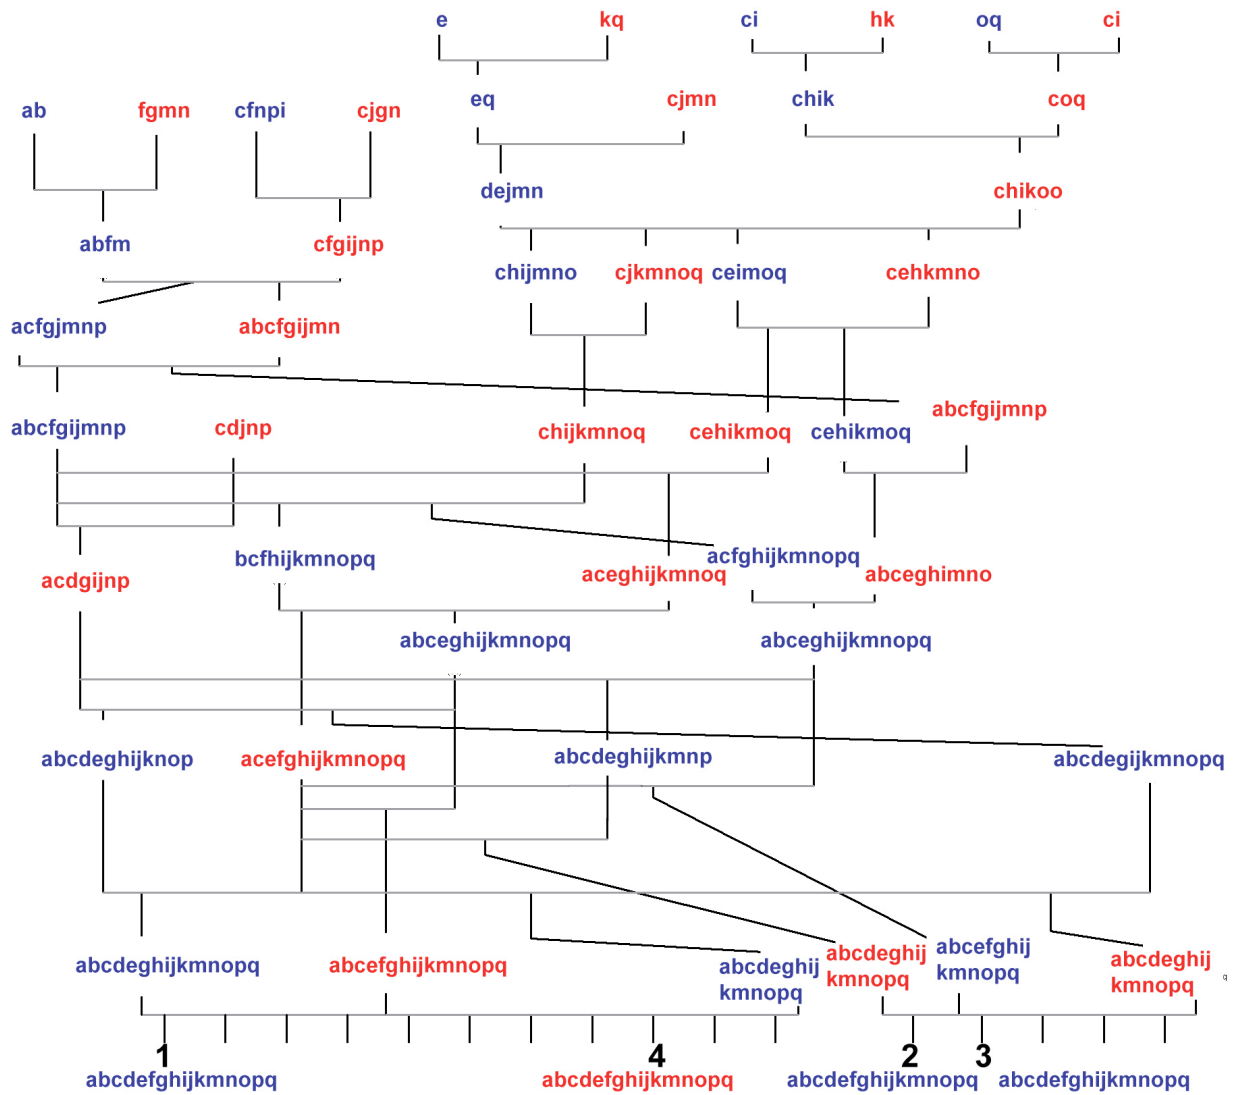 e kq ci hk oq ci
ab fgmn cfnpi cjgn eq cjmn chik coq
dejmn chikoo
abfm cfgijnp chijmno cjkmnoq ceimoq cehkmno
acfgjmnp abcfgijmn
abcfgijmnp
abcfgijmnp cdjnp chijkmnoq cehikmoq cehikmoq
acdgijnp bcfhijkmnopq aceghijkmnoq acfghijkmnopq abceghimno
abceghijkmnopq abceghijkmnopq
abcdeghijknop acefghijkmnopq abcdeghijkmnp abcdegijkmnopq
abcdeghijkmnopq abcefghijkmnopq
abcdeghij
kmnopq
abcdeghij
kmnopq
abcefghij
kmnopq
abcdeghij
kmnopq
q
1 4 2 3
abcdefghijkmnopq abcdefghijkmnopq abcdefghijkmnopq abcdefghijkmnopq